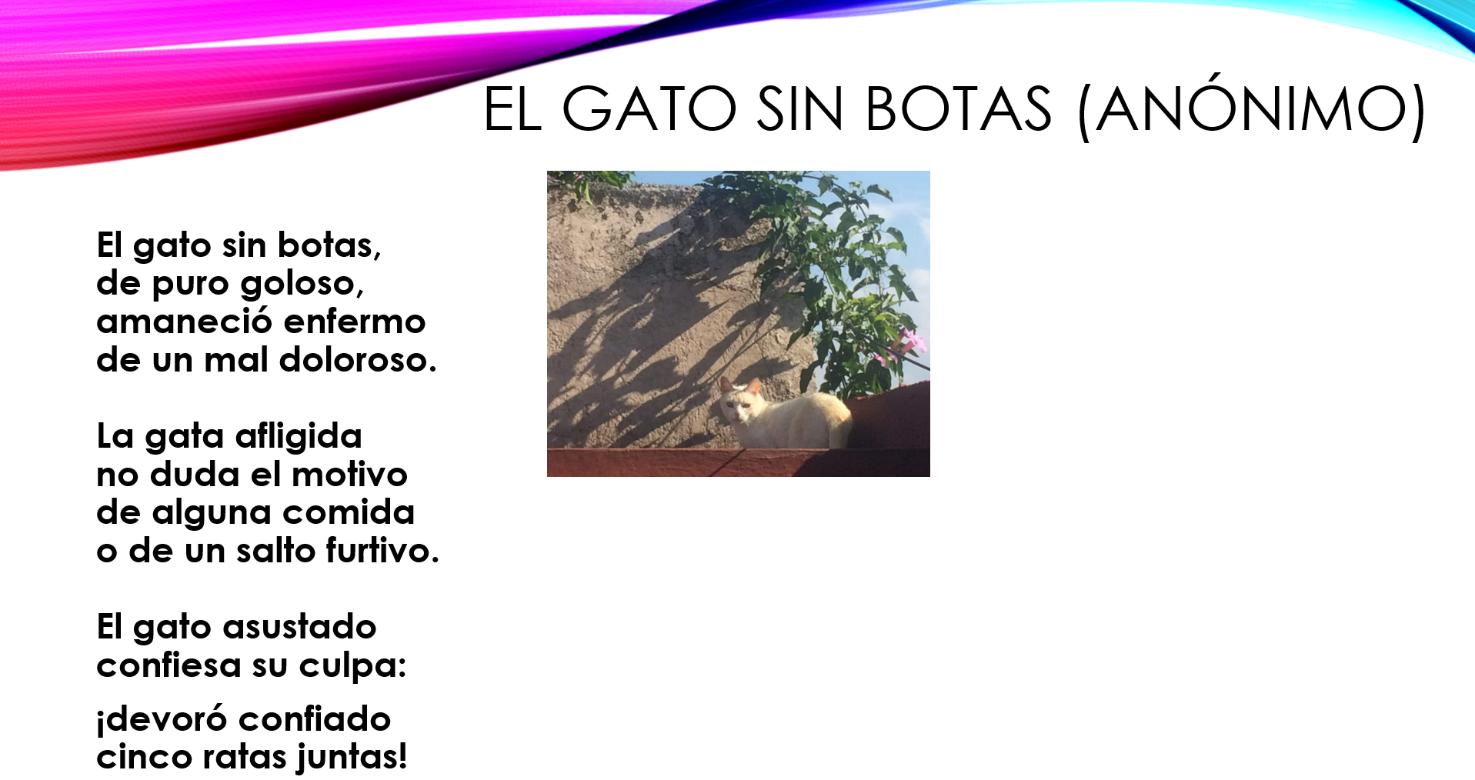 EL GATO SIN BOTAS (ANÓNIMO)
El gato sin botas,
de puro goloso,
amaneció enfermo
de un mal doloroso.
La gata afligida
no duda el motivo
de alguna comida
o de un salto furtivo.
El gato asustado
confiesa su culpa:
¡devoró confiado
cinco ratas juntas!